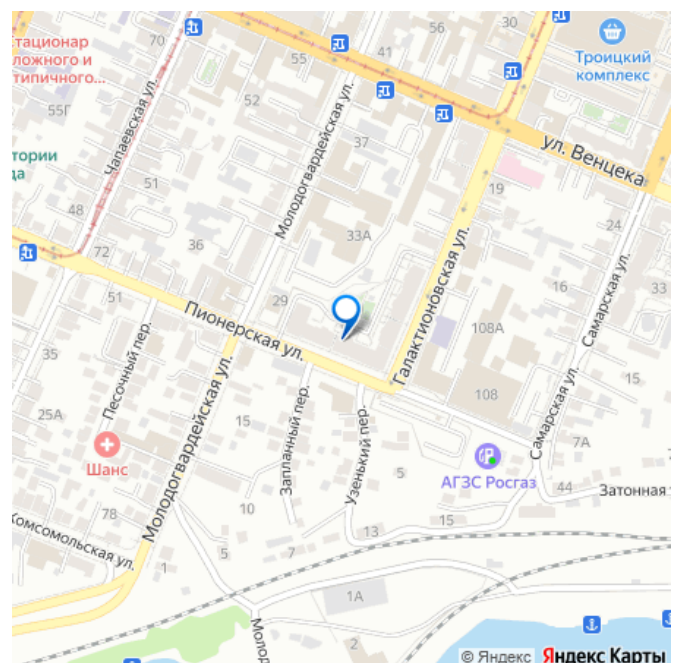 70
55
41
56
30
Троицкий
комплекс
тационар
ложного и
типичного...
52
55Г
Чапаевская ул.
Молодогвардейская ул.
37
ул. Венцека
тории
да
51
19
48
33А
24
72
36
Галактионовская ул.
Самарская ул.
16
33
51
29
Пионерская ул.
108А
35
Песочный пер.
15
25А
Молодогвардейская ул.
15
Запланный пер.
Узенький пер.
108
Самарская ул.
7А
7
Шанс
5
АГЗС Росгаз
44
Затонная
78
10
13
15
Комсомольская ул.
1
5
7
1А
Молод
2
© Яндекс Яндекс Карты